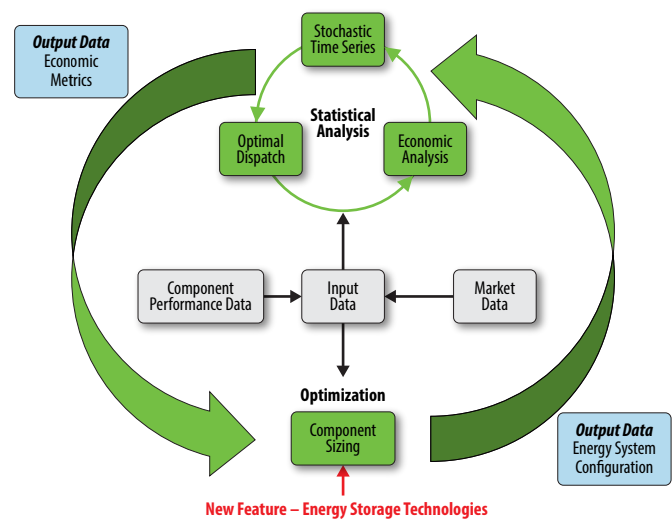 Output Data
Economic
Metrics
Stochastic
Time Series
Statistical
Analysis
Optimal
Dispatch
Economic
Analysis
Component
Performance Data
Input
Data
Market
Data
Optimization
Component
Sizing
Output Data
Energy System
Configuration
New Feature – Energy Storage Technologies